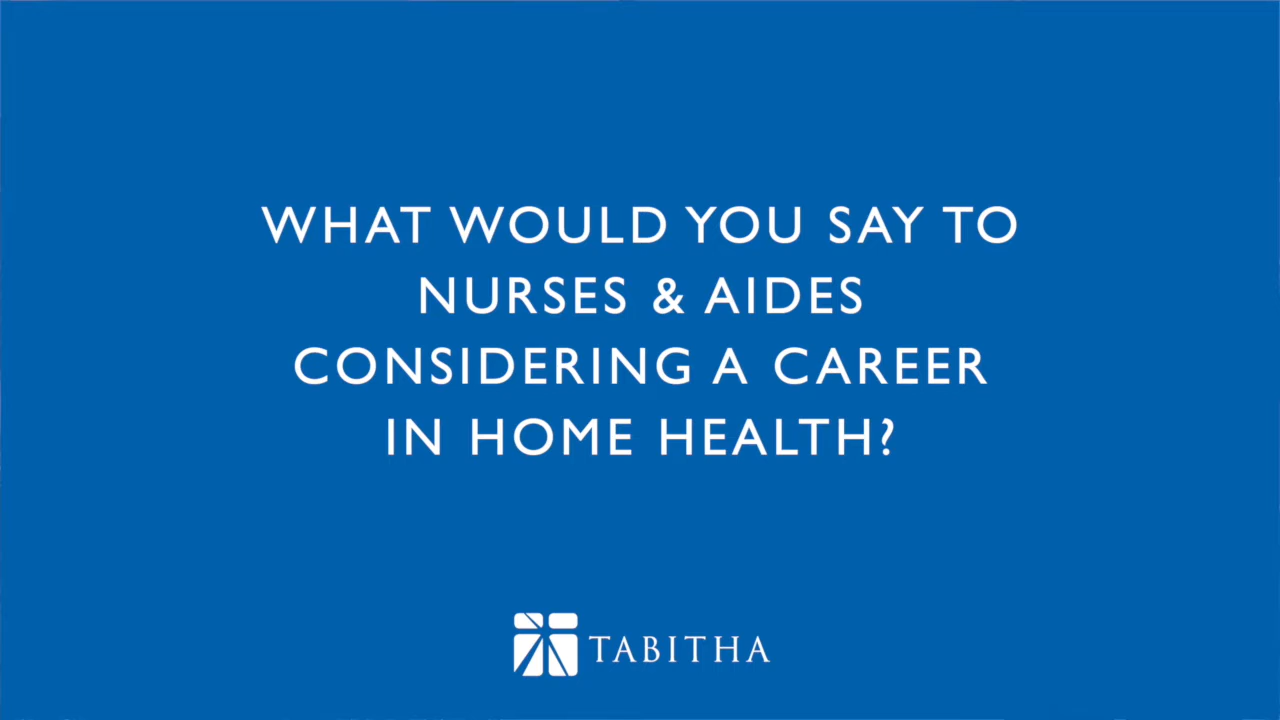 WHAT WOULD YOU SAY TO
NURSES & AIDES
CONSIDERING A CAREER
IN HOME HEALTH?
TABITHA